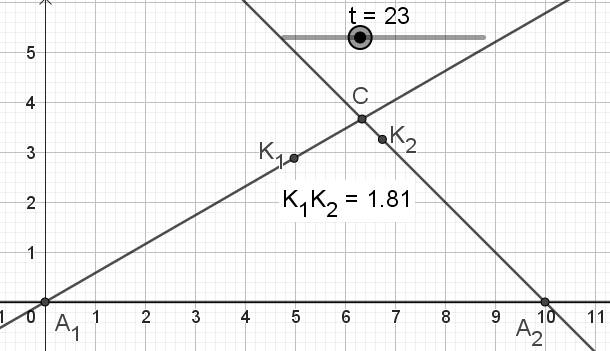 t = 23
5
4
C
K₂
3
K₁
K₁K₂ = 1.81
2
1
1 0 1 2 3 4 5 6 7 8 9 10 11
A₁
A₂